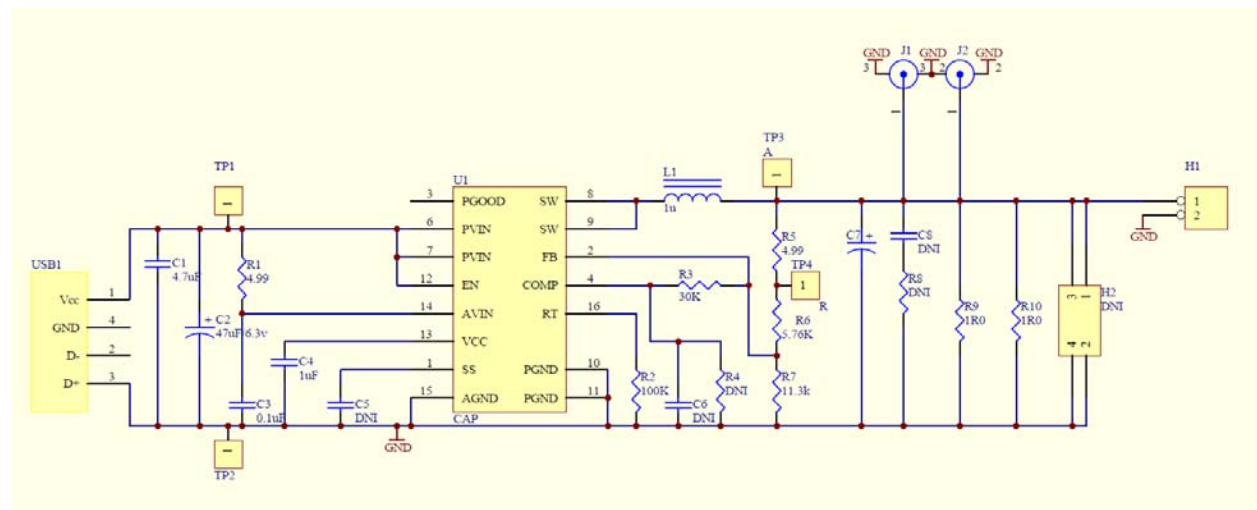 GND J1 GND J2 GND
3 3 2 2
1 1
TP1
1
TP3
A
1
H1
1
2
GND
U1
3 PGOOD SW 8
6 PVIN SW 9
7 PVIN FB 2
12 EN COMP 4
14 AVIN RT 16
13 VCC
1 SS PGND 10
15 AGND PGND 11
CAP
L1
1u
USB1
Vcc 1
GND 4
D- 2
D+ 3
C1
4.7uF
C2
47uF 6.3v
R1
4.99
C3
0.1uF
C4
1uF
C5
DNI
GND
TP2
1
R3
30K
R2
100K
C6
DNI
R4
DNI
R5
4.99
TP4
1
R
R6
5.76K
R7
11.3k
C7
C8
DNI
R8
DNI
R9
1R0
R10
1R0
H2
DNI
3 1
4 2